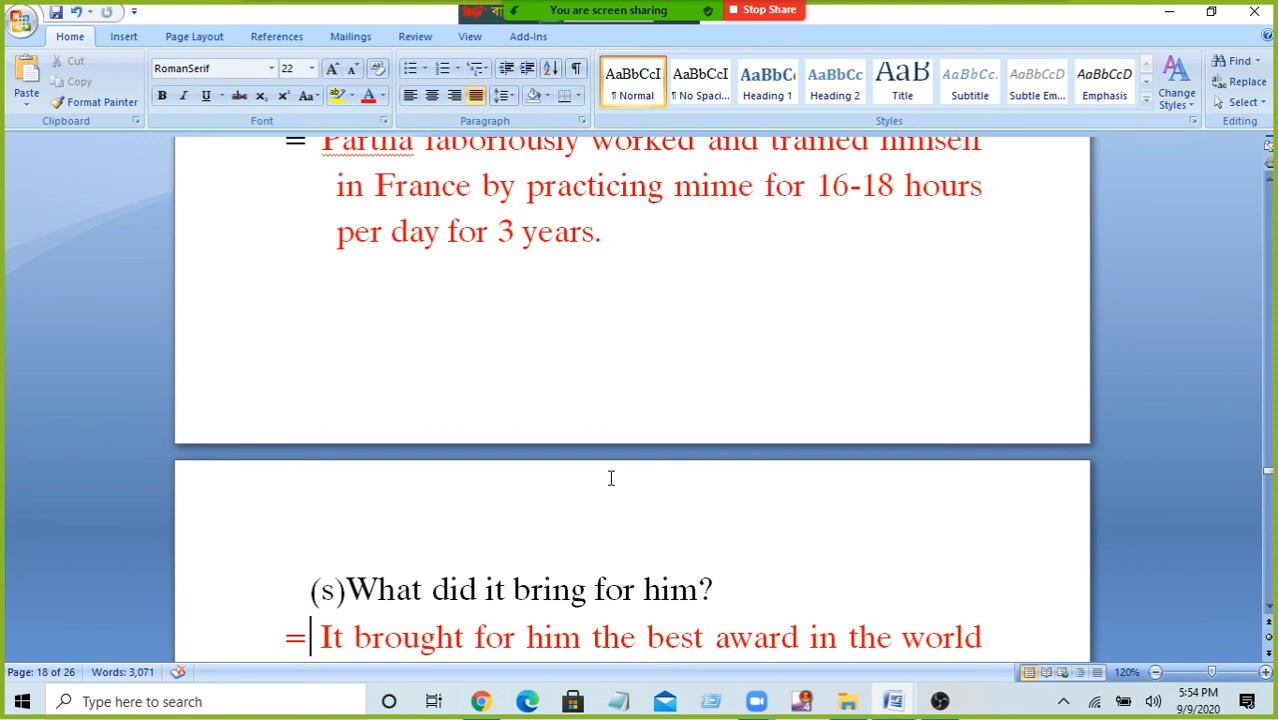 বা
You are screen sharing
Stop Share
Home Insert Page Layout References Mailings Review View Add-Ins
Paste
Cut
Copy
Format Painter
Clipboard
RomanSerif 22
Font
Paragraph
AaBbCcI AaBbCcI AaBbC AaBbCc AaB AaBbCc. AaBbCcD AaBbCcD
¶ Normal ¶ No Spaci... Heading 1 Heading 2 Title Subtitle Subtle Em... Emphasis
Change
Styles
Styles
Find
Replace
Select
Editing
= Partha laboriously worked and trained himself
in France by practicing mime for 16-18 hours
per day for 3 years.
(s)What did it bring for him?
= It brought for him the best award in the world
Page: 18 of 26 Words: 3,071 120%
Type here to search
5:54 PM
9/9/2020